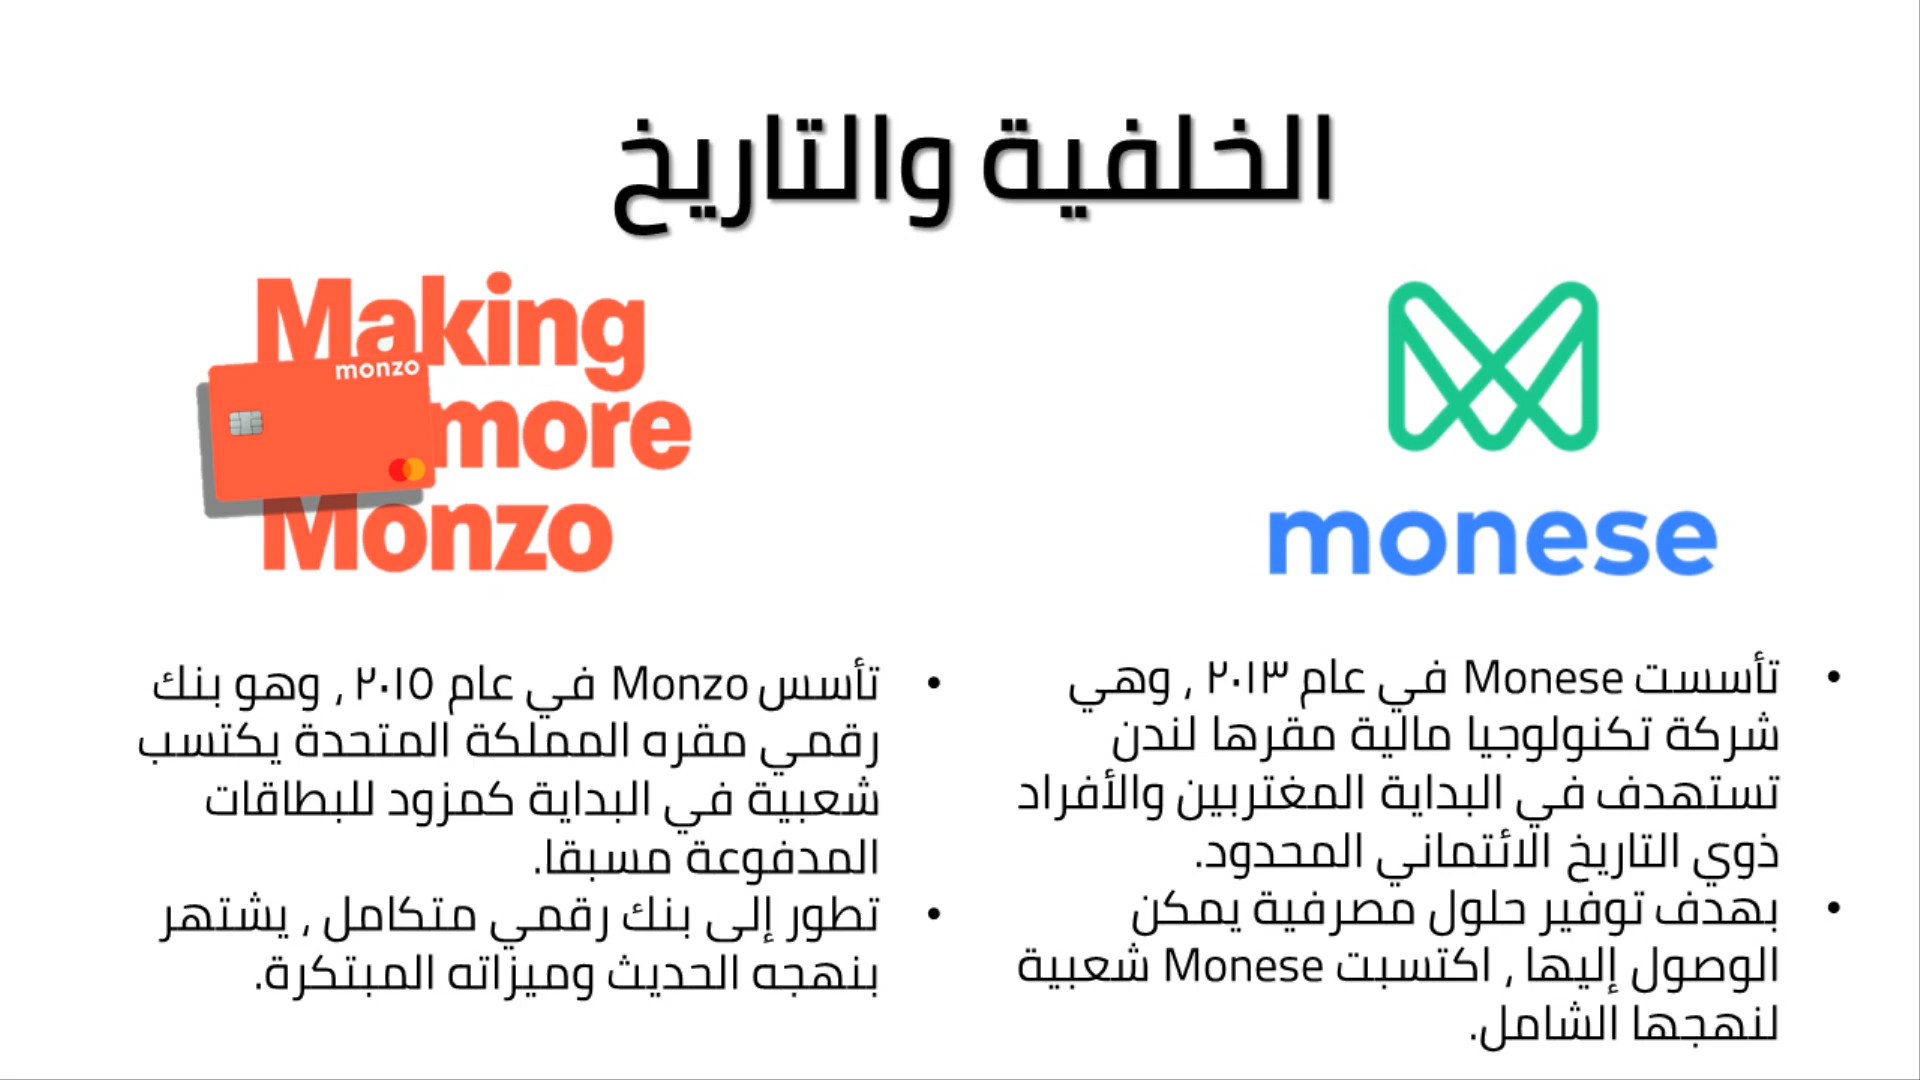 الخلفية والتاريخ
monese
تأسست Monese في عام ٢٠١٣ , وهي
شركة تكنولوجيا مالية مقرها لندن
تستهدف في البداية المغتربين والأفراد
ذوي التاريخ الائتماني المحدود.
بهدف توفير حلول مصرفية يمكن
الوصول إليها , اكتسبت Monese شعبية
لنهجها الشامل.
Making
monzo
more
Monzo
تأسس Monzo في عام ٢٠١٥ , وهو بنك
رقمي مقره المملكة المتحدة يكتسب
شعبية في البداية كمزود للبطاقات
المدفوعة مسبقا.
تطور إلى بنك رقمي متكامل , يشتهر
بنهجه الحديث وميزاته المبتكرة.